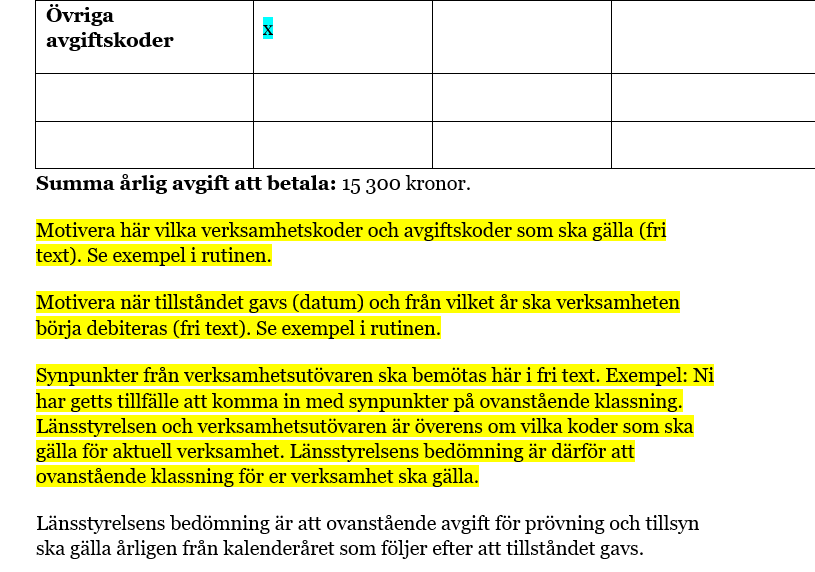 Övriga
avgiftskoder
x
Summa årlig avgift att betala: 15 300 kronor.
Motivera här vilka verksamhetskoder och avgiftskoder som ska gälla (fri
text). Se exempel i rutinen.
Motivera när tillståndet gavs (datum) och från vilket år ska verksamheten
börja debiteras (fri text). Se exempel i rutinen.
Synpunkter från verksamhetsutövaren ska bemötas här i fri text. Exempel: Ni
har getts tillfälle att komma in med synpunkter på ovanstående klassning.
Länsstyrelsen och verksamhetsutövaren är överens om vilka koder som ska
gälla för aktuell verksamhet. Länsstyrelsens bedömning är därför att
ovanstående klassning för er verksamhet ska gälla.
Länsstyrelsens bedömning är att ovanstående avgift för prövning och tillsyn
ska gälla årligen från kalenderåret som följer efter att tillståndet gavs.